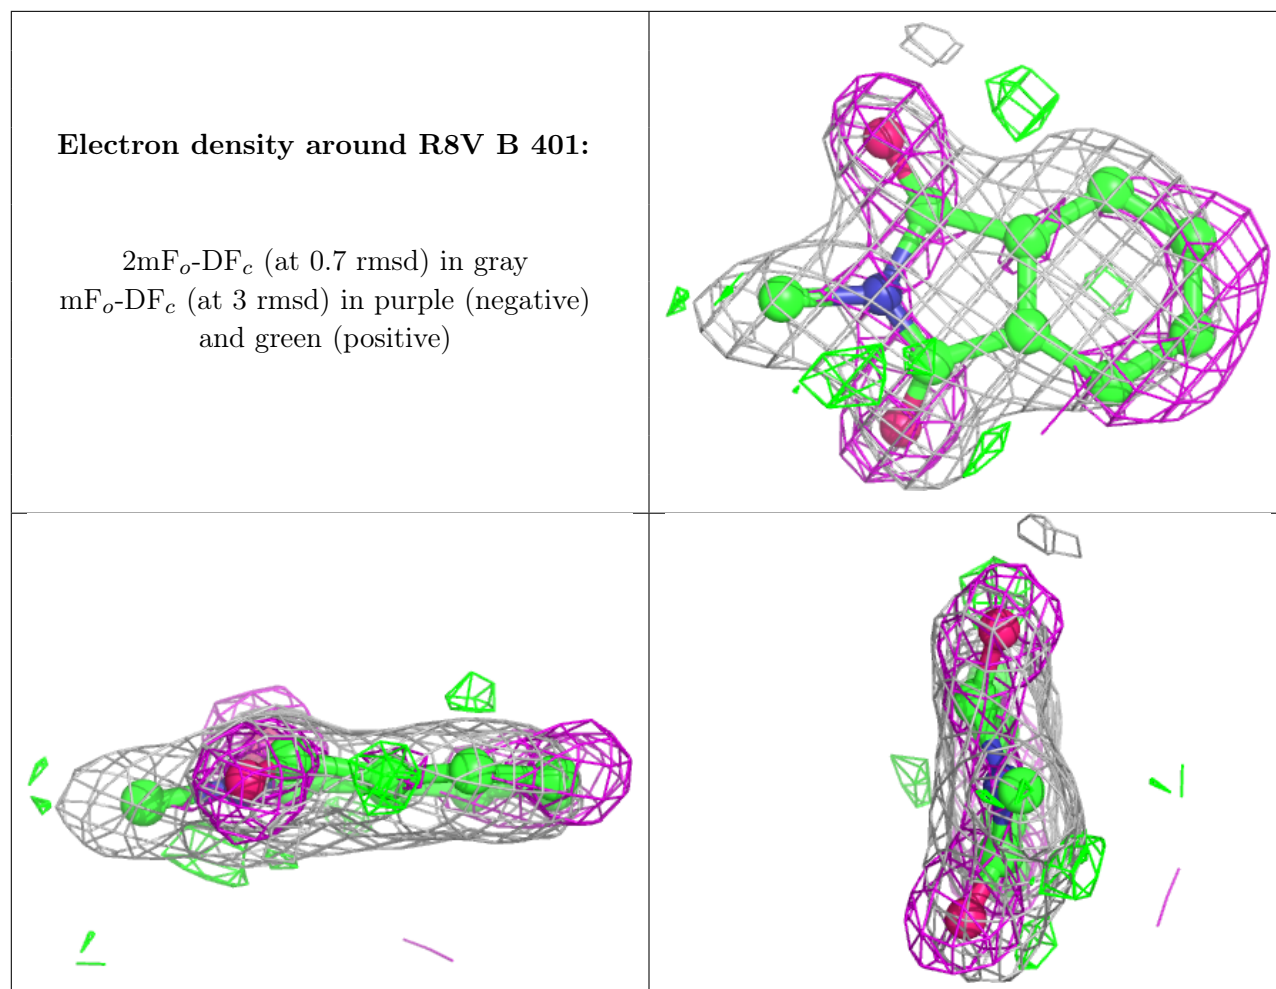 Electron density around R8V B 401:
2mFo-DFc (at 0.7 rmsd) in gray
mFo-DFc (at 3 rmsd) in purple (negative)
and green (positive)